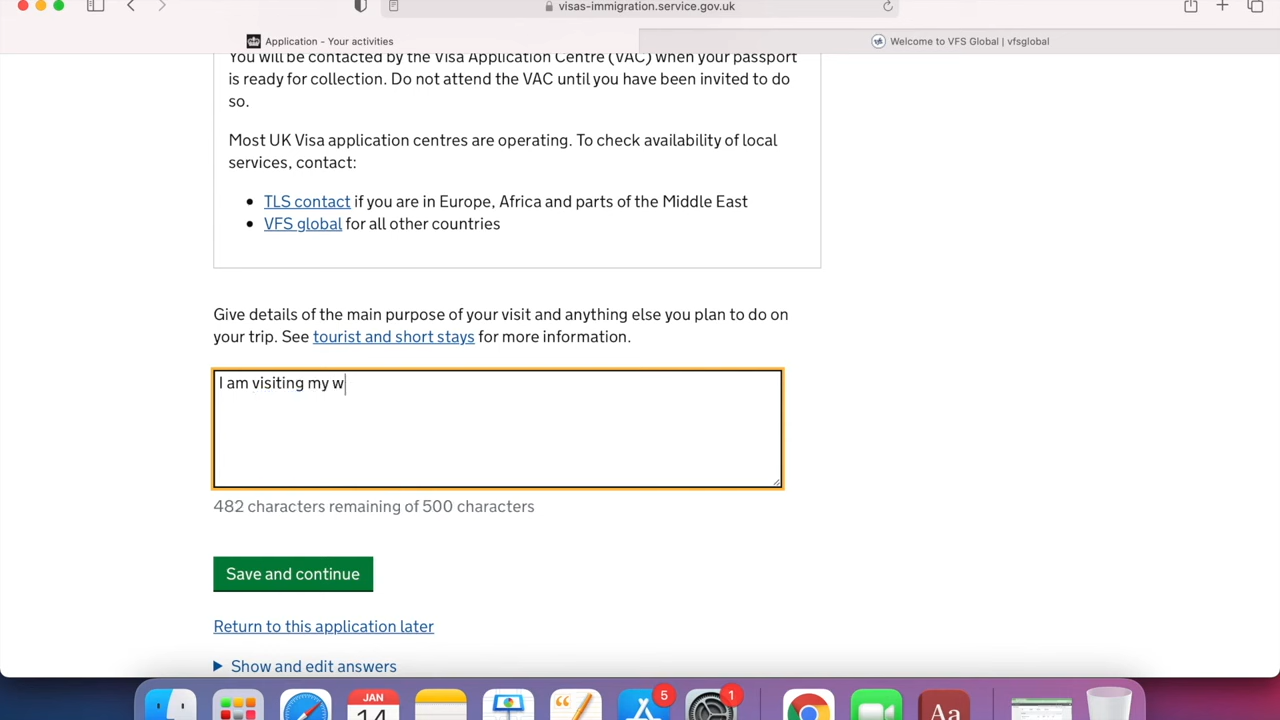 visas-immigration.service.gov.uk
Application - Your activities
Welcome to VFS Global | vfsglobal
You will be contacted by the Visa Application Centre (VAC) when your passport
is ready for collection. Do not attend the VAC until you have been invited to do
so.
Most UK Visa application centres are operating. To check availability of local
services, contact:
• TLS contact if you are in Europe, Africa and parts of the Middle East
• VFS global for all other countries
Give details of the main purpose of your visit and anything else you plan to do on
your trip. See tourist and short stays for more information.
I am visiting my w
482 characters remaining of 500 characters
Save and continue
Return to this application later
Show and edit answers
5
1
JAN
14
Aa